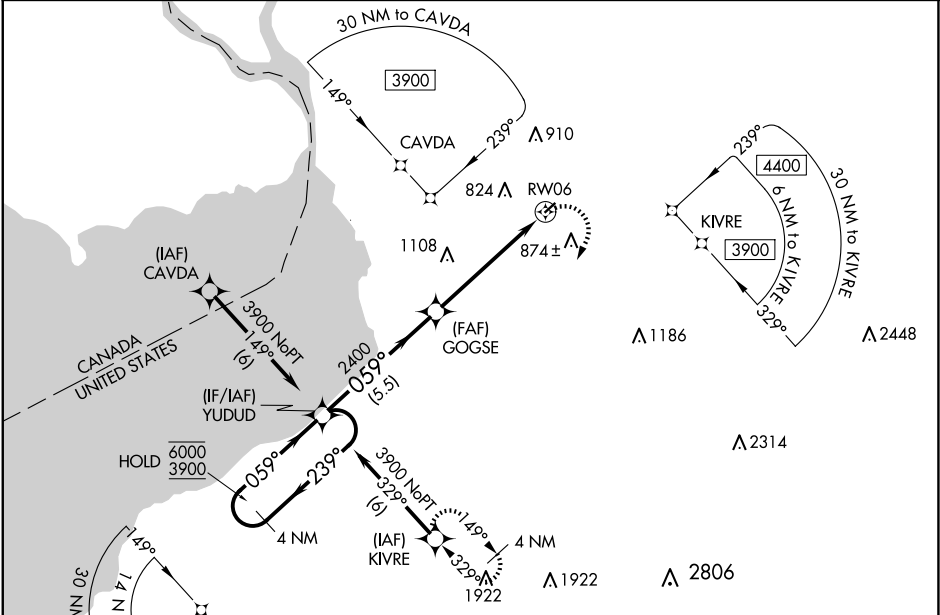 30 NM to CAVDA
3900
149°
239°
CAVDA
910
824
RW06
1108
874±
239°
4400
6 NM to KIVRE
30 NM to KIVRE
KIVRE
3900
329°
(IAF)
CAVDA
3900 NoPT
149°
(6)
(FAF)
GOGSE
1186
2448
CANADA
UNITED STATES
2400
059°
(5.5)
(IF/IAF)
YUDUD
HOLD
6000
3900
059°
239°
4 NM
3900 NoPT
329°
(6)
2314
(IAF)
KIVRE
149°
4 NM
329°
1922
1922
2806
149°
30 NM
14 N